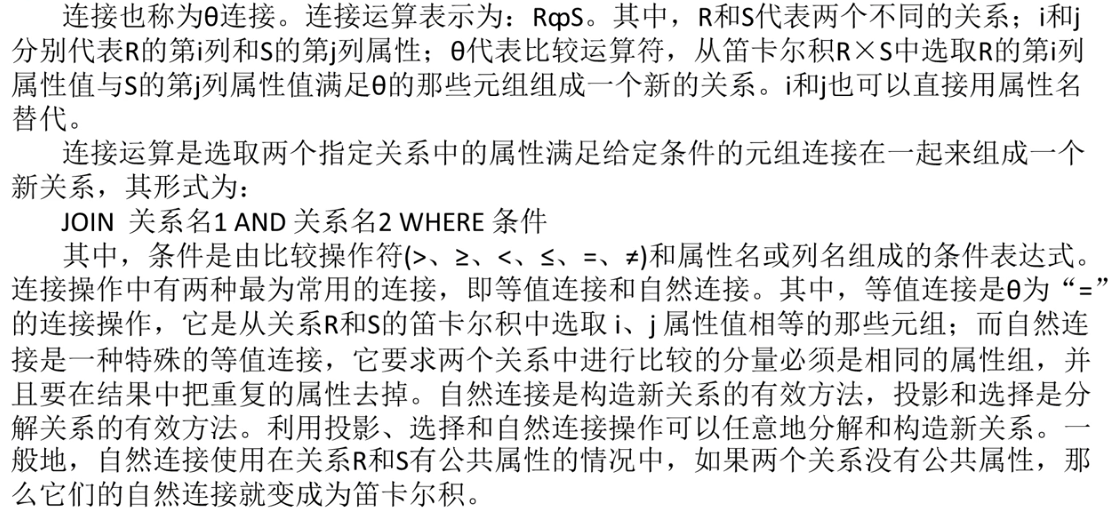 连接也称为θ连接。连接运算表示为：RφS。其中，R和S代表两个不同的关系；i和j
分别代表R的第i列和S的第j列属性；θ代表比较运算符，从笛卡尔积R×S中选取R的第i列
属性值与S的第j列属性值满足θ的那些元组组成一个新的关系。i和j也可以直接用属性名
替代。
连接运算是选取两个指定关系中的属性满足给定条件的元组连接在一起来组成一个
新关系，其形式为：
JOIN 关系名1 AND 关系名2 WHERE 条件
其中，条件是由比较操作符(>、≥、<、≤、=、≠)和属性名或列名组成的条件表达式。
连接操作中有两种最为常用的连接，即等值连接和自然连接。其中，等值连接是θ为“=”
的连接操作，它是从关系R和S的笛卡尔积中选取 i、j 属性值相等的那些元组；而自然连
接是一种特殊的等值连接，它要求两个关系中进行比较的分量必须是相同的属性组，并
且要在结果中把重复的属性去掉。自然连接是构造新关系的有效方法，投影和选择是分
解关系的有效方法。利用投影、选择和自然连接操作可以任意地分解和构造新关系。一
般地，自然连接使用在关系R和S有公共属性的情况中，如果两个关系没有公共属性，那
么它们的自然连接就变成为笛卡尔积。